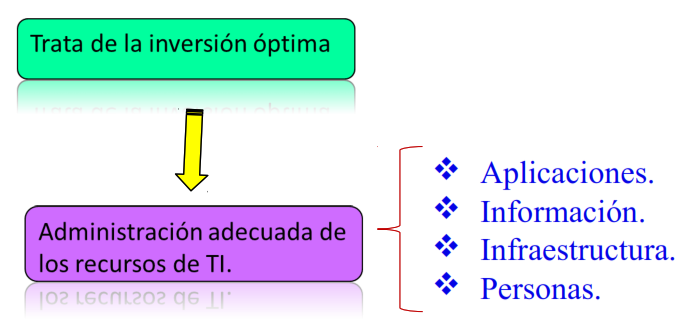 Trata de la inversión óptima
Administración adecuada de
los recursos de TI.
❖ Aplicaciones.
❖ Información.
❖ Infraestructura.
❖ Personas.